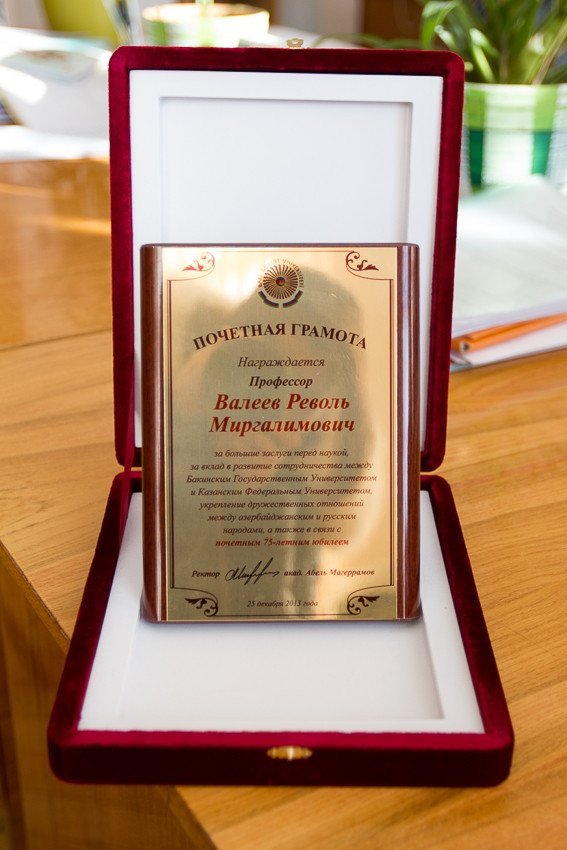 ПОЧЕТНАЯ ГРАМОТА
Награждается
Профессор
Валеев Револь
Миргалимович
за большие заслуги перед наукой,
за вклад в развитие сотрудничества между
Бакинским Государственным Университетом
и Казанским Федеральным Университетом,
укрепление дружественных отношений
между азербайджанским и русским
народами, а также в связи с
почетным 75-летним юбилеем
Ректор акад. Абель Магеррамов
25 декабря 2013 года